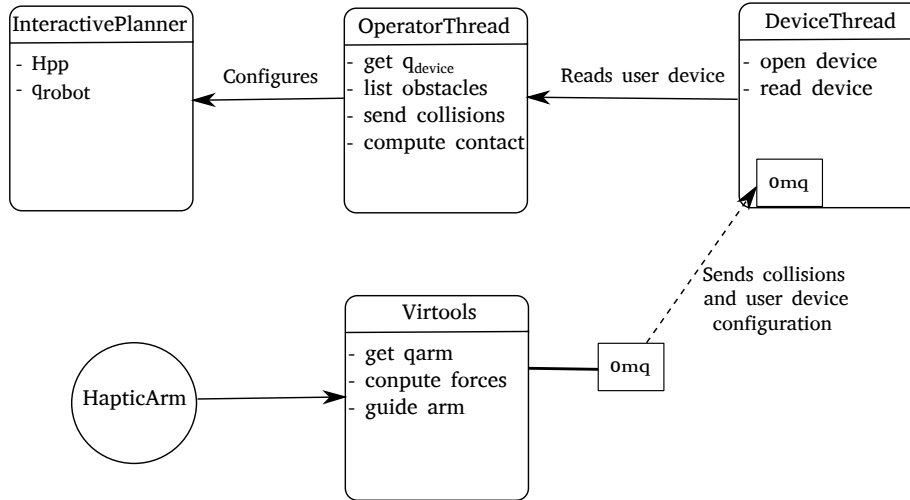 InteractivePlanner
- Hpp
- qrobot
Configures
OperatorThread
- get qdevice
- list obstacles
- send collisions
- compute contact
Reads user device
DeviceThread
- open device
- read device
0mq
Sends collisions
and user device
configuration
HapticArm
Virtools
- get qarm
- conpute forces
- guide arm
0mq